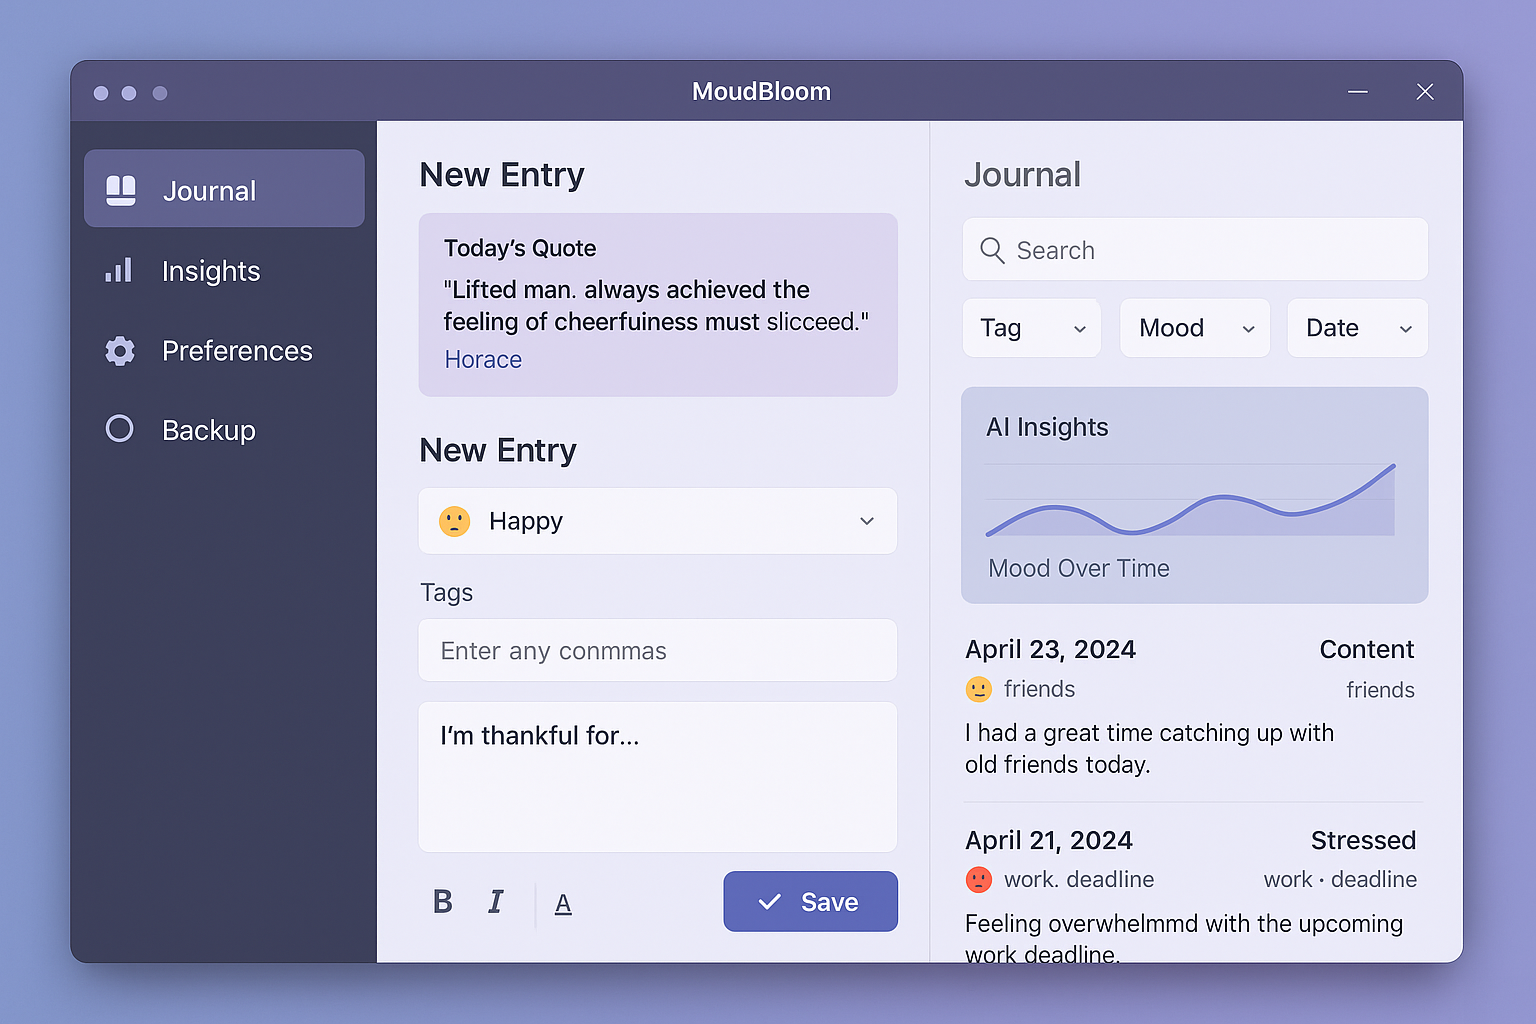 MoudBloom
Journal
Insights
Preferences
Backup
New Entry
Today's Quote
"Lifted man. always achieved the
feeling of cheerfuiness must slicceed."
Horace
New Entry
Happy
Tags
Enter any conmmas
I'm thankful for...
B I A
Save
Journal
Search
Tag Mood Date
AI Insights
Mood Over Time
April 23, 2024 Content
friends friends
I had a great time catching up with
old friends today.
April 21, 2024 Stressed
work. deadline work · deadline
Feeling overwhelmmd with the upcoming
work deadline.